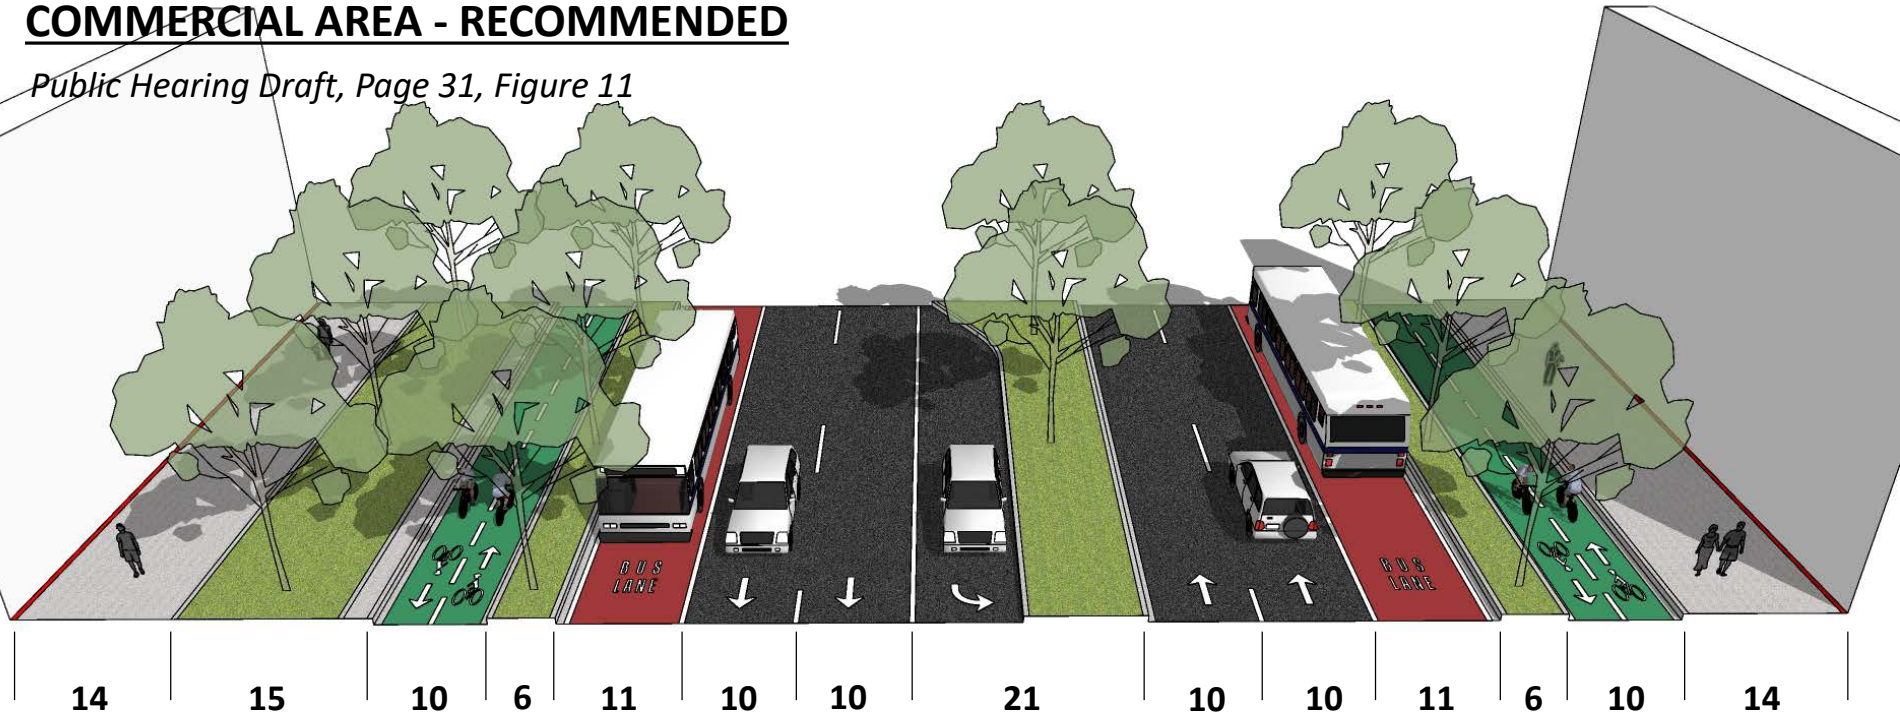 COMMERCIAL AREA - RECOMMENDED
Public Hearing Draft, Page 31, Figure 11
BUS
LANE
BUS
LANE
14 15 10 6 11 10 10 21 10 10 11 6 10 14